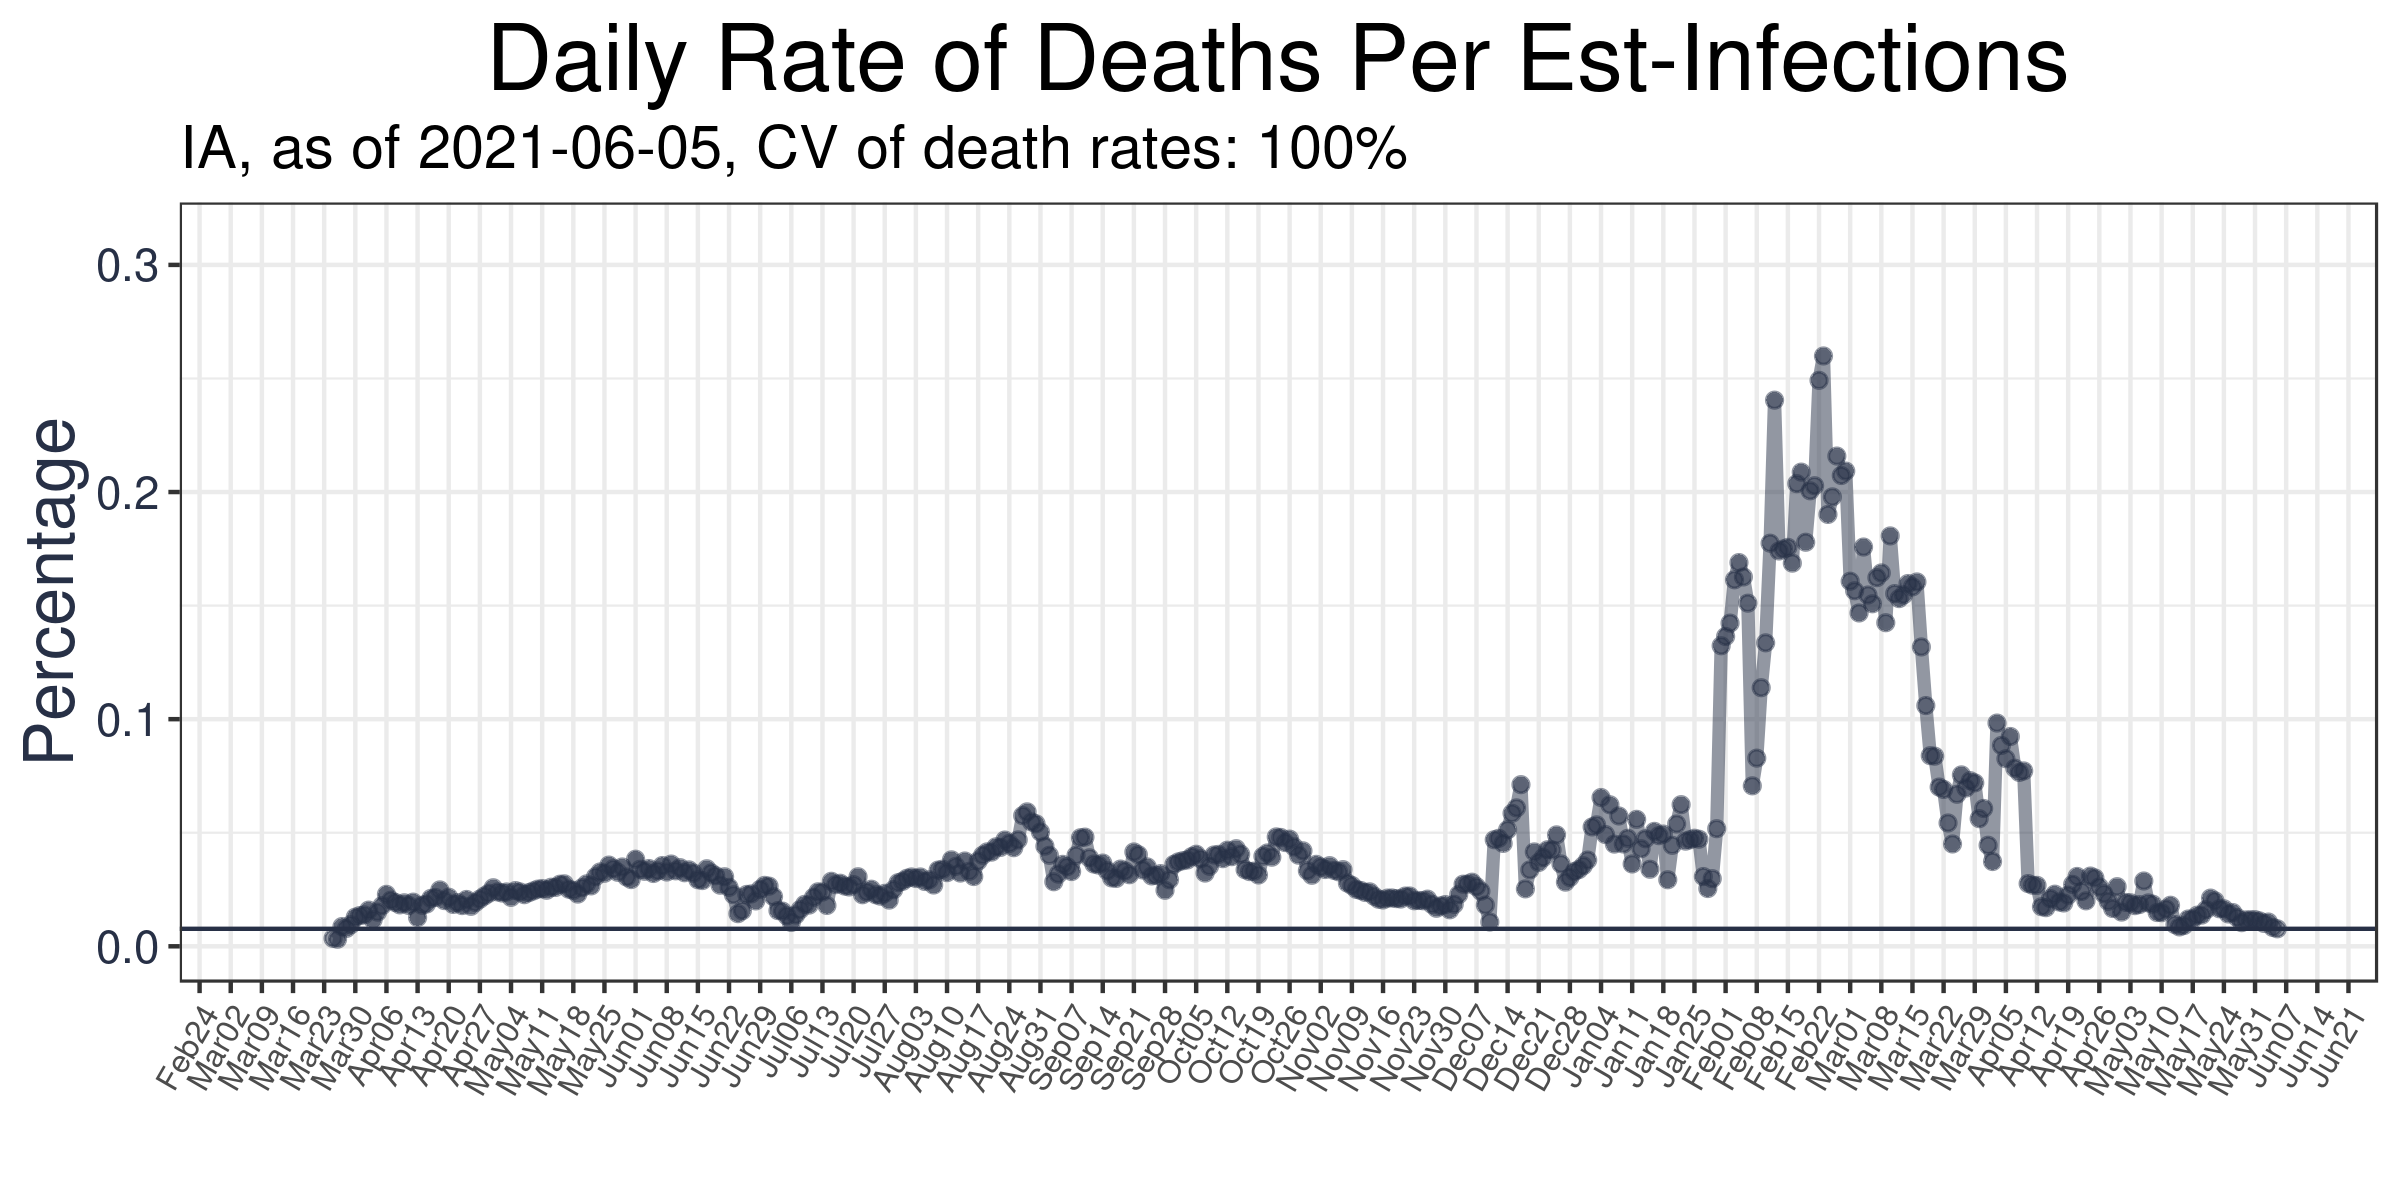 Daily Rate of Deaths Per Est-Infections
IA, as of 2021-06-05, CV of death rates: 100%
Percentage
0.3
0.2
0.1
0.0
Feb24
Mar02
Mar09
Mar16
Mar23
Mar30
Apr06
Apr13
Apr20
Apr27
May04
May11
May18
May25
Jun01
Jun08
Jun15
Jun22
Jun29
Jul06
Jul13
Jul20
Jul27
Aug03
Aug10
Aug17
Aug24
Aug31
Sep07
Sep14
Sep21
Sep28
Oct05
Oct12
Oct19
Oct26
Nov02
Nov09
Nov16
Nov23
Nov30
Dec07
Dec14
Dec21
Dec28
Jan04
Jan11
Jan18
Jan25
Feb01
Feb08
Feb15
Feb22
Mar01
Mar08
Mar15
Mar22
Mar29
Apr05
Apr12
Apr19
Apr26
May03
May10
May17
May24
May31
Jun07
Jun14
Jun21